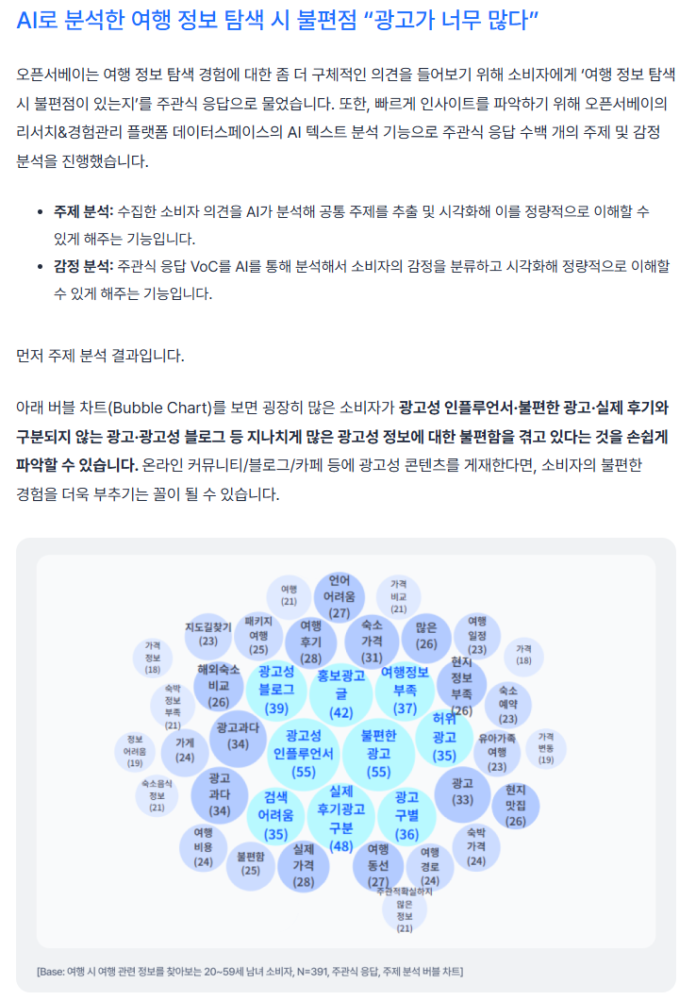 AI로 분석한 여행 정보 탐색 시 불편점 “광고가 너무 많다”
오픈서베이는 여행 정보 탐색 경험에 대한 좀 더 구체적인 의견을 들어보기 위해 소비자에게 ‘여행 정보 탐색
시 불편점이 있는지’를 주관식 응답으로 물었습니다. 또한, 빠르게 인사이트를 파악하기 위해 오픈서베이의
리서치&경험관리 플랫폼 데이터스페이스의 AI 텍스트 분석 기능으로 주관식 응답 수백 개의 주제 및 감정
분석을 진행했습니다.
• 주제 분석: 수집한 소비자 의견을 AI가 분석해 공통 주제를 추출 및 시각화해 이를 정량적으로 이해할 수
있게 해주는 기능입니다.
• 감정 분석: 주관식 응답 VoC를 AI를 통해 분석해서 소비자의 감정을 분류하고 시각화해 정량적으로 이해할
수 있게 해주는 기능입니다.
먼저 주제 분석 결과입니다.
아래 버블 차트(Bubble Chart)를 보면 굉장히 많은 소비자가 광고성 인플루언서·불편한 광고·실제 후기와
구분되지 않는 광고·광고성 블로그 등 지나치게 많은 광고성 정보에 대한 불편함을 겪고 있다는 것을 손쉽게
파악할 수 있습니다. 온라인 커뮤니티/블로그/카페 등에 광고성 콘텐츠를 게재한다면, 소비자의 불편한
경험을 더욱 부추기는 꼴이 될 수 있습니다.
여행
(21)
언어
어려움
(27)
가격
비교
(21)
지도길찾기
(23)
패키지
여행
(25)
여행
후기
(28)
숙소
가격
(31)
많은
(26)
여행
일정
(23)
가격
정보
(18)
가격
(18)
해외숙소
비교
(26)
광고성
블로그
(39)
홍보광고
글
(42)
여행정보
부족
(37)
현지
정보
부족
(26)
숙박
정보
부족
(21)
숙소
예약
(23)
광고과다
(34)
광고성
인플루언서
(55)
불편한
광고
(55)
허위
광고
(35)
정보
어려움
(19)
가게
(24)
유아가족
여행
(23)
가격
변동
(19)
숙소음식
정보
(21)
광고
과다
(34)
검색
어려움
(35)
실제
후기광고
구분
(48)
광고
구별
(36)
광고
(33)
현지
맛집
(26)
여행
비용
(24)
불편함
(25)
실제
가격
(28)
여행
동선
(27)
여행
경로
(24)
숙박
가격
(24)
주관적확실하지
않은
정보
(21)
[Base: 여행 시 여행 관련 정보를 찾아보는 20~59세 남녀 소비자, N=391, 주관식 응답, 주제 분석 버블 차트]